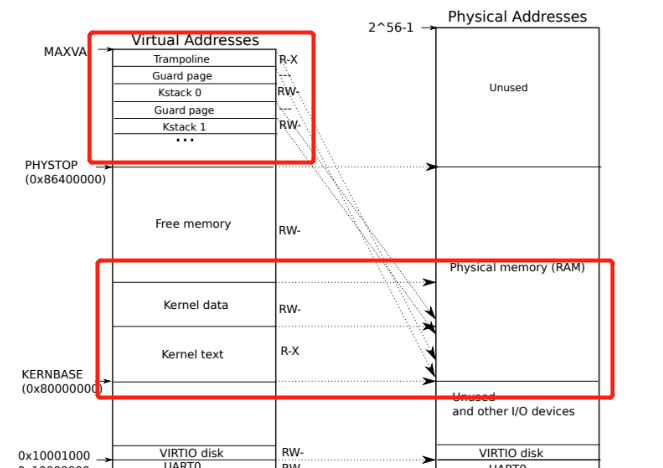 Physical Addresses
2^56-1
Virtual Addresses
MAXVA
Trampoline
R-X
Guard page
---
Unused
Kstack 0
RW-
Guard page
---
Kstack 1
RW-
...
PHYSTOP
(0x86400000)
Free memory
RW-
Physical memory (RAM)
Kernel data
RW-
Kernel text
R-X
KERNBASE
(0x80000000)
Unused
and other I/O devices
0x10001000
VIRTIO disk
RW-
VIRTIO disk
0x10000000
UART0
RW-
UART0